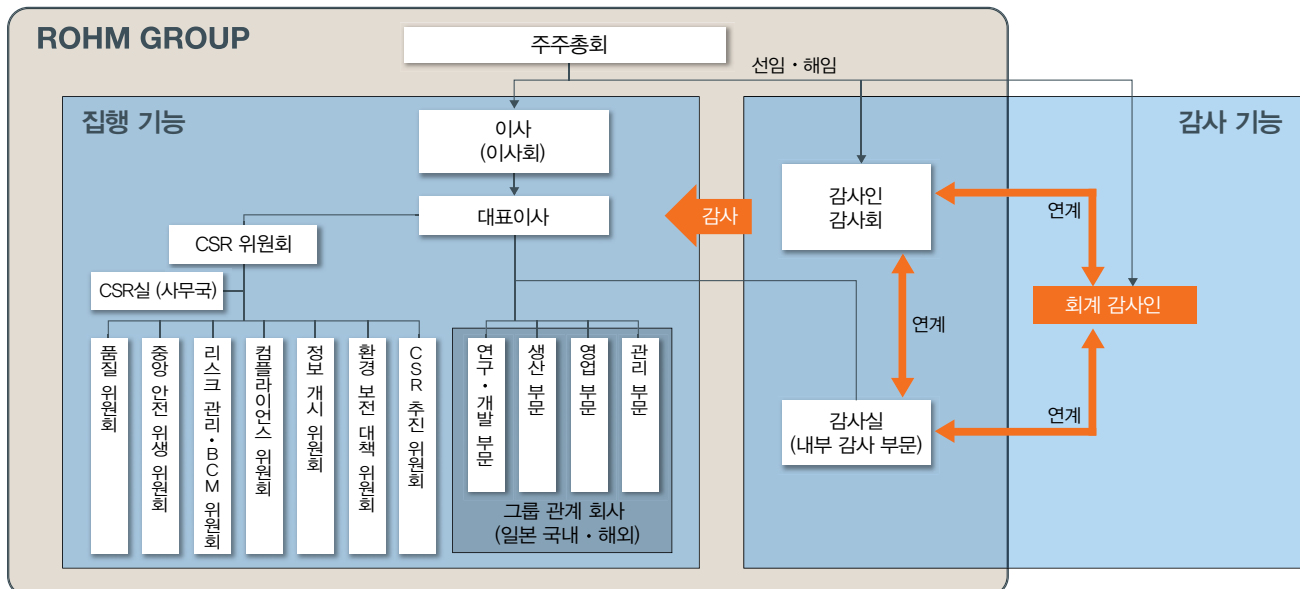 ROHM GROUP
주주총회
선임・해임
집행 기능
감사 기능
이사
(이사회)
감사인
감사회
대표이사
감사
연계
CSR 위원회
CSR실 (사무국)
회계 감사인
연계
품질 위원회
중앙 안전 위생 위원회
리스크 관리・BCM 위원회
컴플라이언스 위원회
정보 개시 위원회
환경 보전 대책 위원회
CSR 추진 위원회
연구・개발 부문
생산 부문
영업 부문
관리 부문
감사실
(내부 감사 부문)
연계
그룹 관계 회사
(일본 국내・해외)